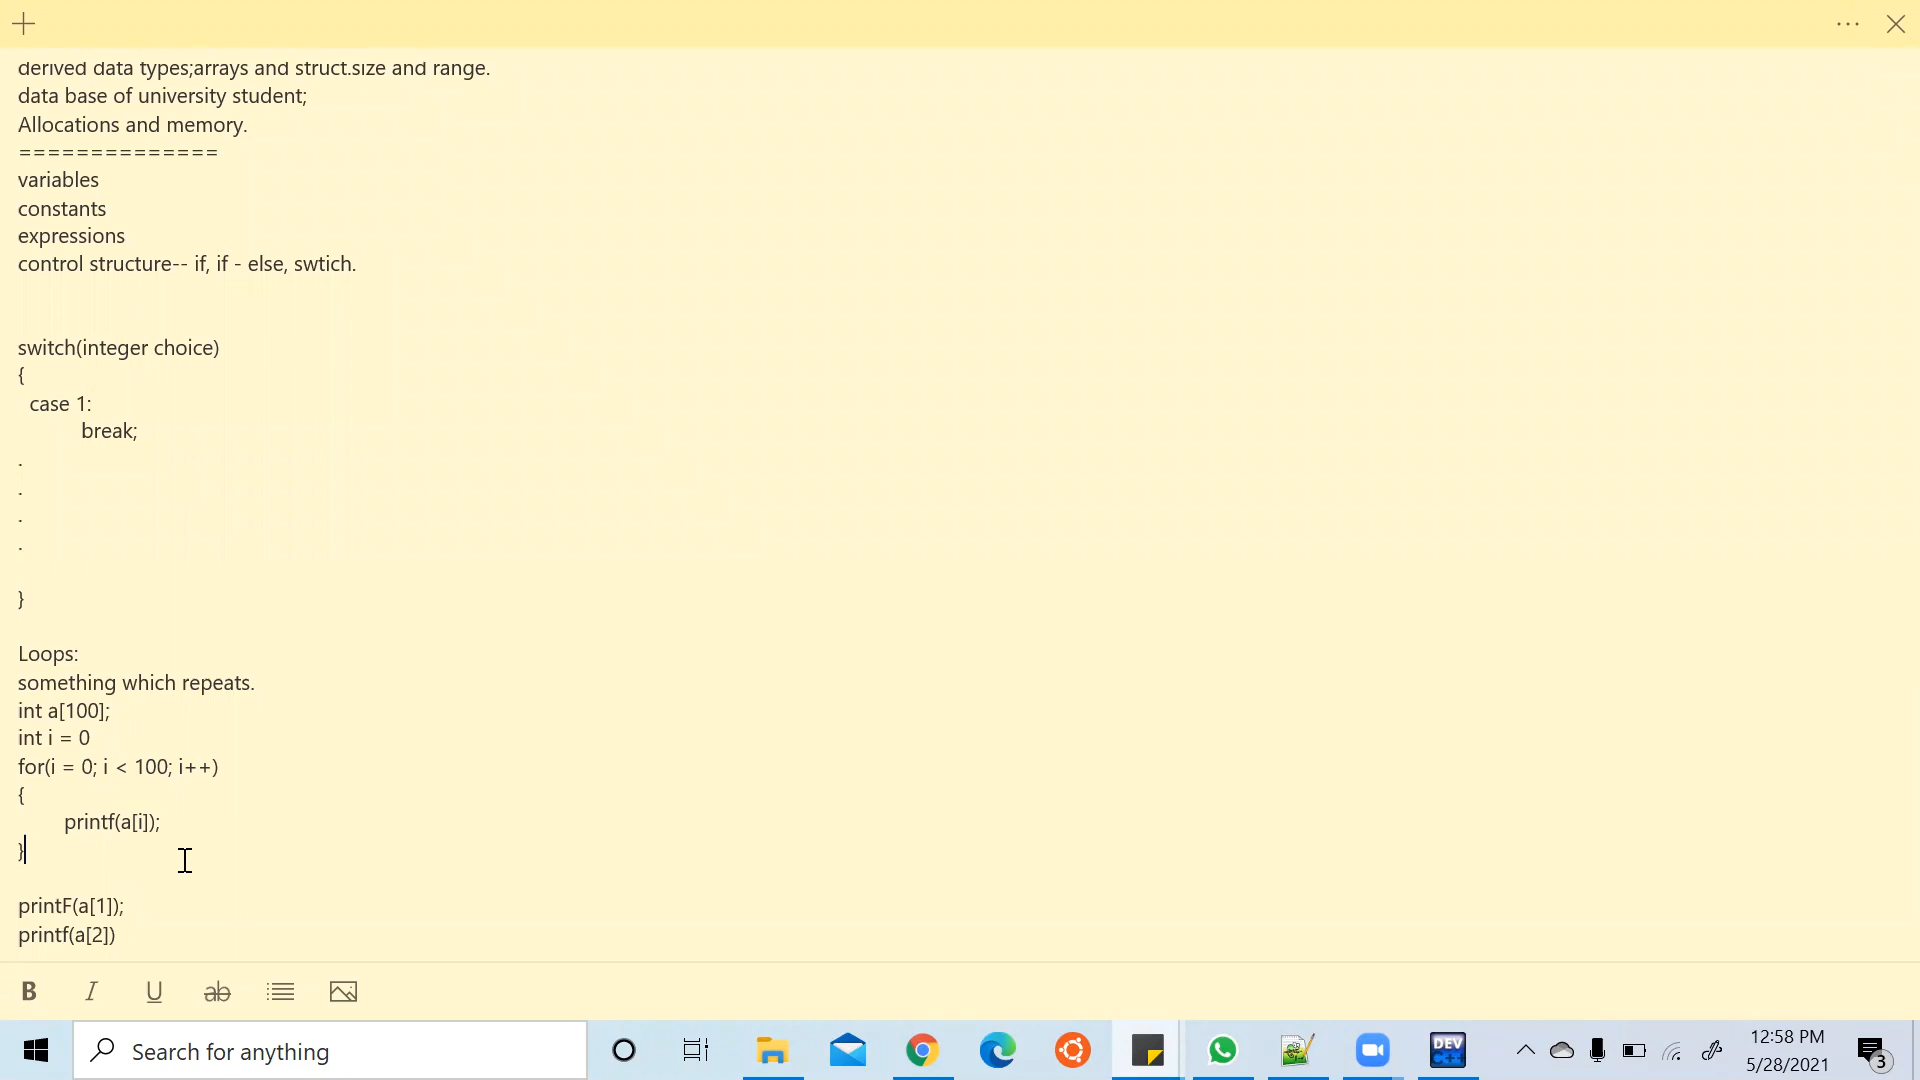 derived data types;arrays and struct.size and range.
data base of university student;
Allocations and memory.
==============
variables
constants
expressions
control structure-- if, if - else, swtich.
switch(integer choice)
{
case 1:
break;
.
.
.
.
}
Loops:
something which repeats.
int a[100];
int i = 0
for(i = 0; i < 100; i++)
{
printf(a[i]);
}
printF(a[1]);
printf(a[2])
B I U ab
Search for anything
DEV C++
12:58 PM
5/28/2021
3